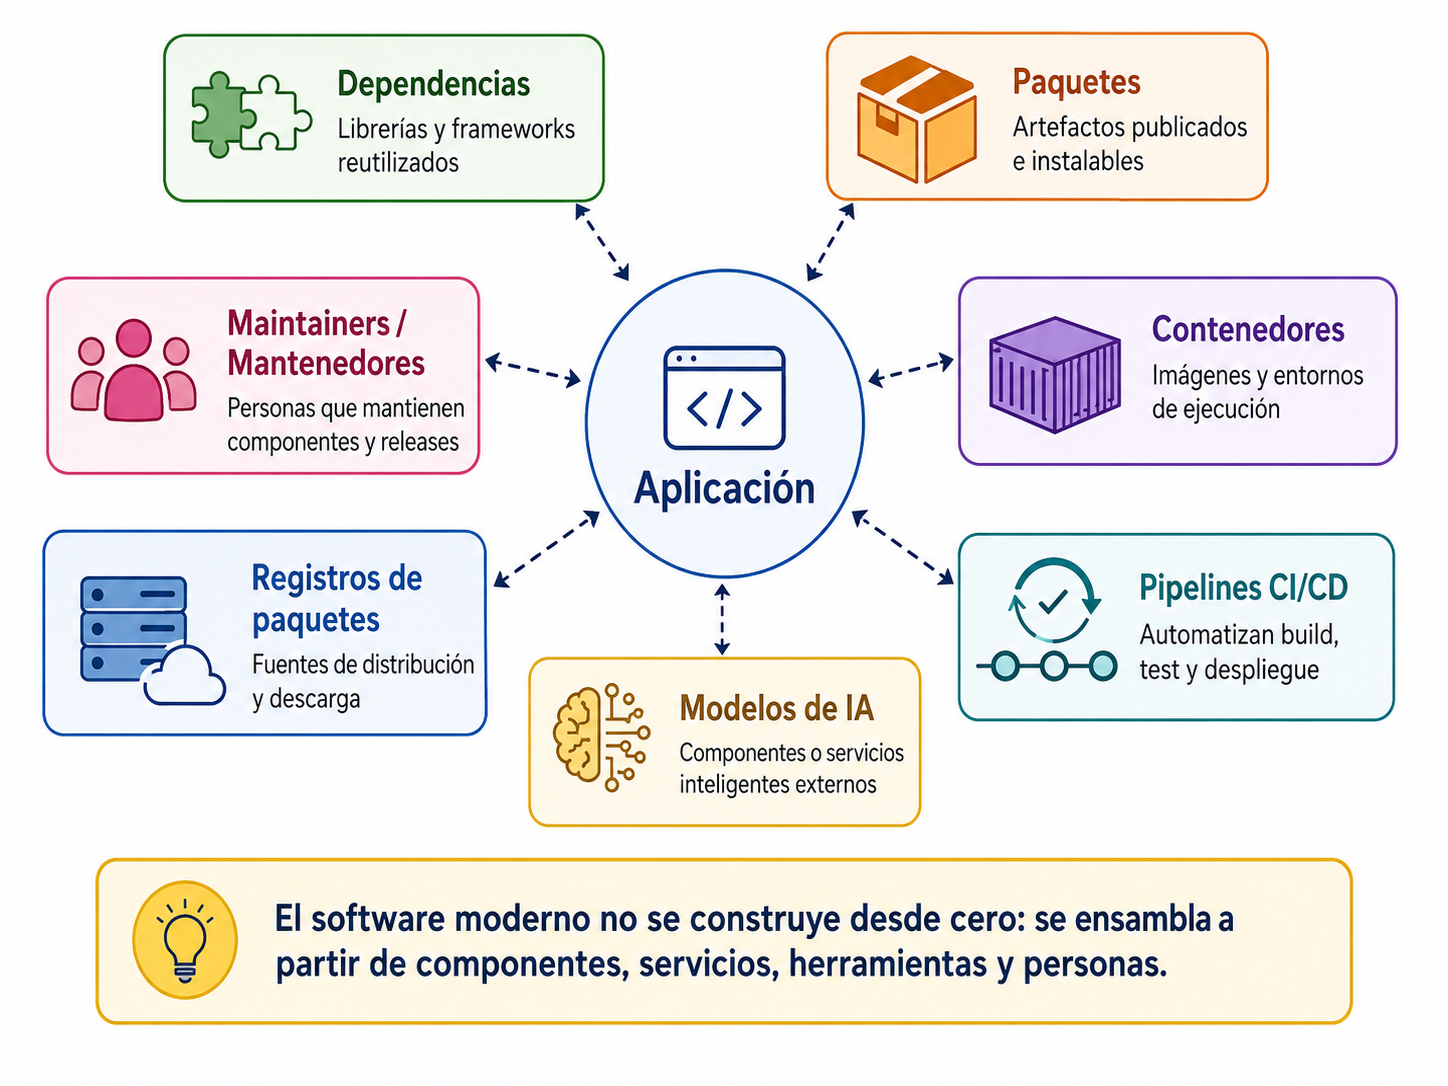 Dependencias
Librerías y frameworks
reutilizados
Paquetes
Artefactos publicados
e instalables
Maintainers /
Mantenedores
Personas que mantienen
componentes y releases
Contenedores
Imágenes y entornos
de ejecución
</>
Aplicación
Registros de
paquetes
Fuentes de distribución
y descarga
Pipelines CI/CD
Automatizan build,
test y despliegue
Modelos de IA
Componentes o servicios
inteligentes externos
El software moderno no se construye desde cero: se ensambla a
partir de componentes, servicios, herramientas y personas.